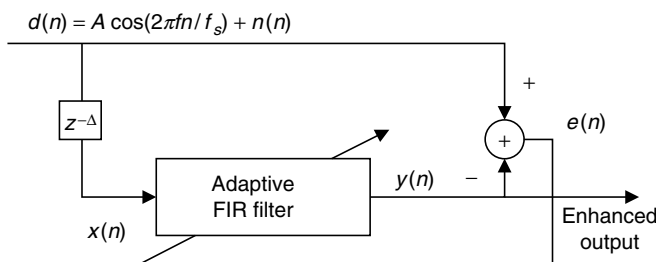 d(n) = A cos(2πfn/f_s) + n(n)
+
z^{−Δ}
+
e(n)
Adaptive
FIR filter
y(n)
−
x(n)
Enhanced
output